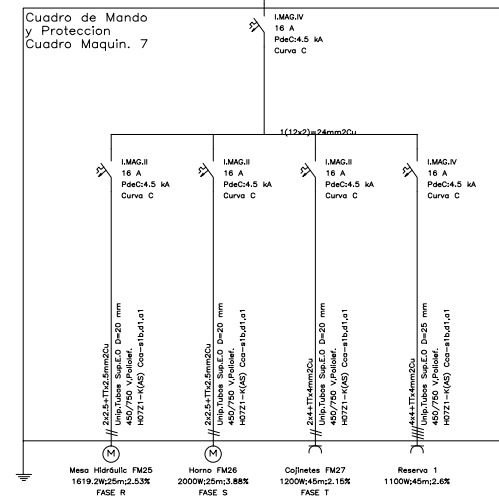 Cuadro de Mando
y Proteccion
Cuadro Maquin. 7
I.MAG.IV
16 A
PdeC:4.5 kA
Curva C
1(12x2)=24mm2Cu
I.MAG.II
16 A
PdeC:4.5 kA
Curva C
I.MAG.II
16 A
PdeC:4.5 kA
Curva C
I.MAG.II
16 A
PdeC:4.5 kA
Curva C
I.MAG.IV
16 A
PdeC:4.5 kA
Curva C
2x2.5+TTx2.5mm2Cu
Unip.Tubos Sup.E.O D=20 mm
450/750 V,Poliolef.
H07Z1-K(AS) Cca-s1b,d1,a1
2x2.5+TTx2.5mm2Cu
Unip.Tubos Sup.E.O D=20 mm
450/750 V,Poliolef.
H07Z1-K(AS) Cca-s1b,d1,a1
2x4+TTx4mm2Cu
Unip.Tubos Sup.E.O D=20 mm
450/750 V,Poliolef.
H07Z1-K(AS) Cca-s1b,d1,a1
4x4+TTx4mm2Cu
Unip.Tubos Sup.E.O D=25 mm
450/750 V,Poliolef.
H07Z1-K(AS) Cca-s1b,d1,a1
M
Mesa Hidráulic FM25
1619.2W;25m;2.53%
FASE R
M
Horno FM26
2000W;25m;3.88%
FASE S
Cojinetes FM27
1200W;45m;2.15%
FASE T
Reserva 1
1100W;45m;2.6%